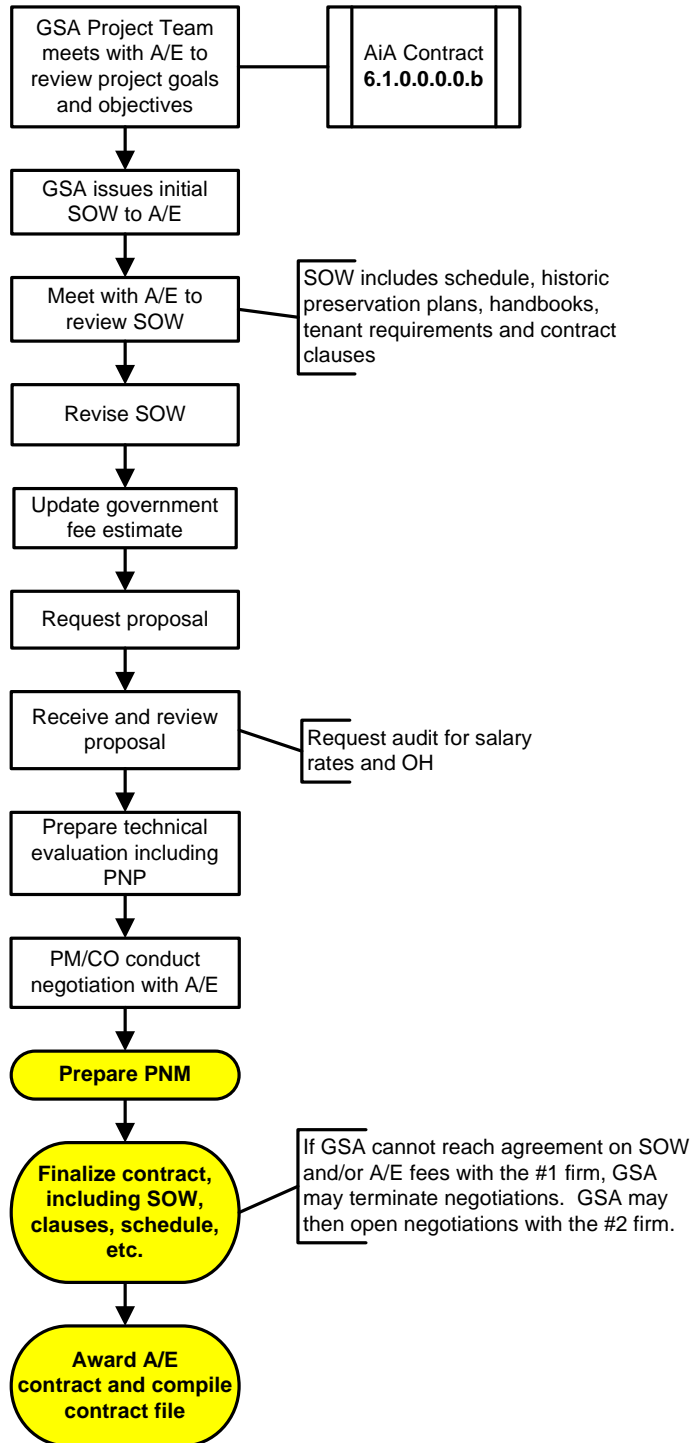 GSA Project Team
meets with A/E to
review project goals
and objectives
AiA Contract
6.1.0.0.0.0.b
GSA issues initial
SOW to A/E
Meet with A/E to
review SOW
SOW includes schedule, historic
preservation plans, handbooks,
tenant requirements and contract
clauses
Revise SOW
Update government
fee estimate
Request proposal
Receive and review
proposal
Request audit for salary
rates and OH
Prepare technical
evaluation including
PNP
PM/CO conduct
negotiation with A/E
Prepare PNM
Finalize contract,
including SOW,
clauses, schedule,
etc.
If GSA cannot reach agreement on SOW
and/or A/E fees with the #1 firm, GSA
may terminate negotiations.  GSA may
then open negotiations with the #2 firm.
Award A/E
contract and compile
contract file